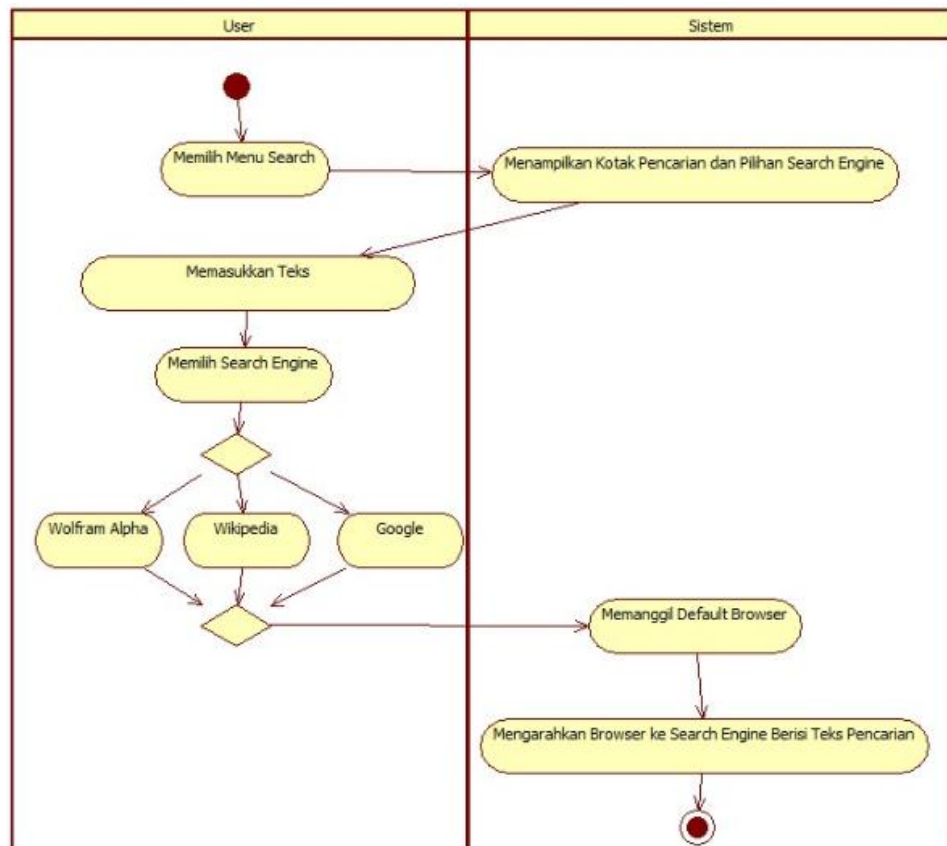 User
Sistem
Memilih Menu Search
Menampilkan Kotak Pencarian dan Pilihan Search Engine
Memasukkan Teks
Memilih Search Engine
Wolfram Alpha
Wikipedia
Google
Memanggil Default Browser
Mengarahkan Browser ke Search Engine Berisi Teks Pencarian